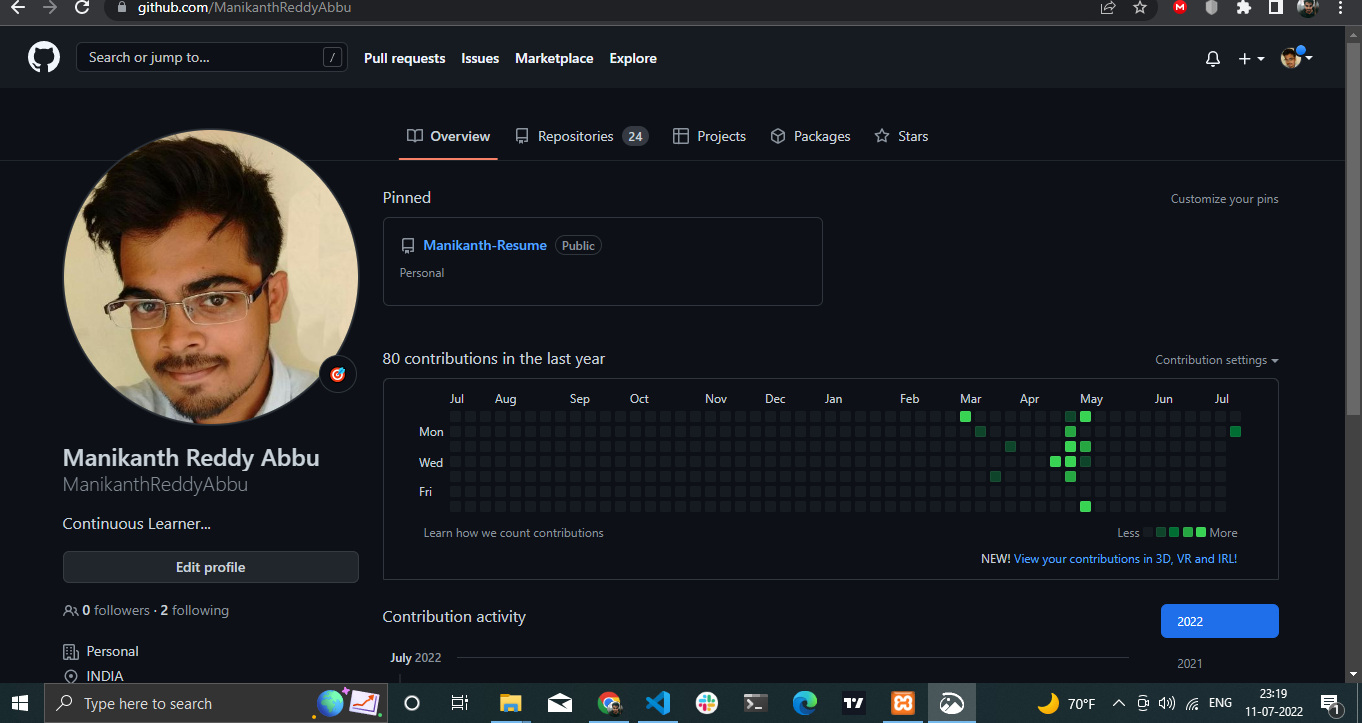 github.com/ManikanthReddyAbbu
M
Search or jump to...
/
Pull requests
Issues
Marketplace
Explore
Overview
Repositories 24
Projects
Packages
Stars
Pinned
Customize your pins
Manikanth-Resume Public
Personal
80 contributions in the last year
Contribution settings
Jul Aug Sep Oct Nov Dec Jan Feb Mar Apr May Jun Jul
Mon
Wed
Fri
Learn how we count contributions
Less More
NEW! View your contributions in 3D, VR and IRL!
Manikanth Reddy Abbu
ManikanthReddyAbbu
Continuous Learner...
Edit profile
0 followers · 2 following
Personal
INDIA
Contribution activity
2022
July 2022
2021
Type here to search
70°F
ENG
23:19
11-07-2022
1